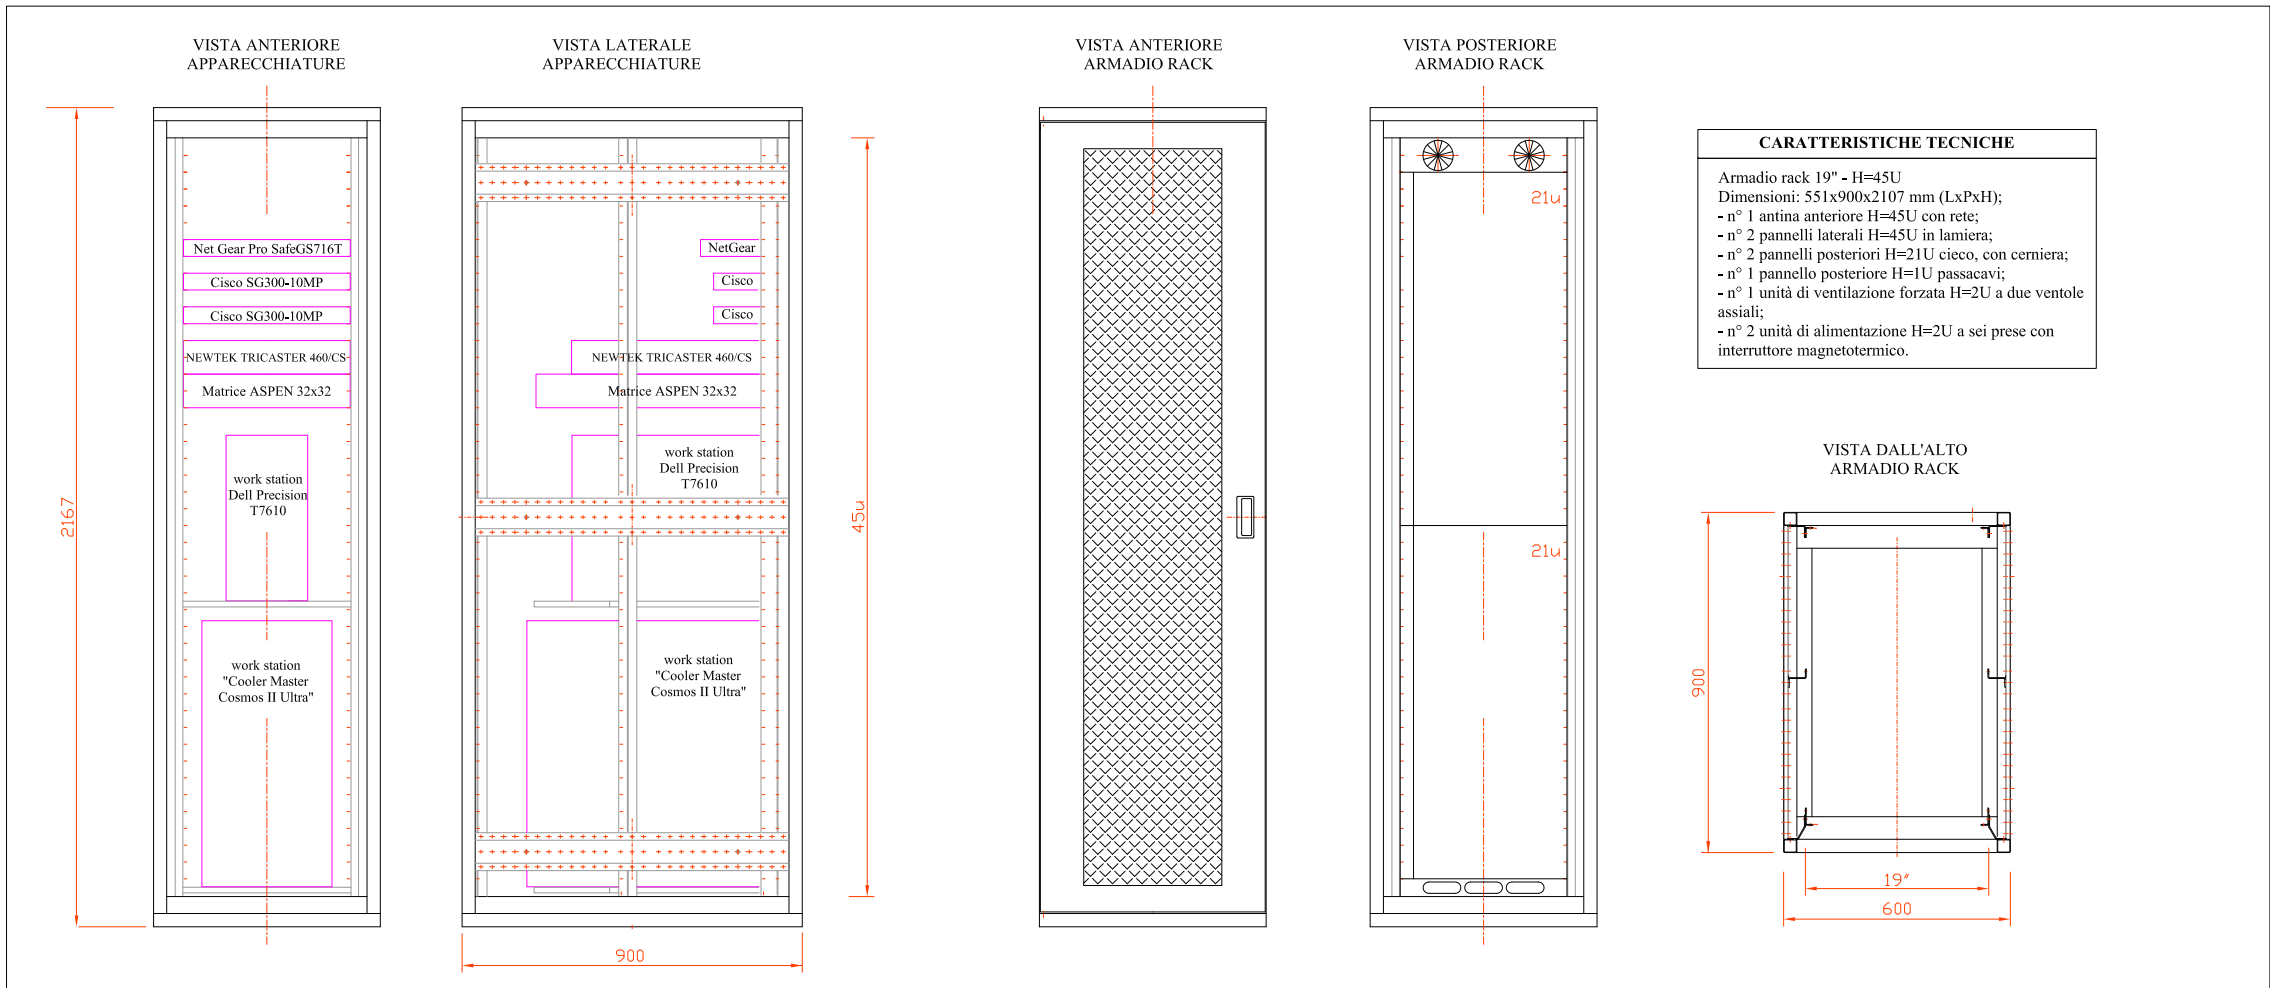 VISTA ANTERIORE
APPARECCHIATURE
2167
Net Gear Pro SafeGS716T
Cisco SG300-10MP
Cisco SG300-10MP
NEWTEK TRICASTER 460/CS
Matrice ASPEN 32x32
work station
Dell Precision
T7610
work station
"Cooler Master
Cosmos II Ultra"
VISTA LATERALE
APPARECCHIATURE
NetGear
Cisco
Cisco
NEWTEK TRICASTER 460/CS
Matrice ASPEN 32x32
work station
Dell Precision
T7610
work station
"Cooler Master
Cosmos II Ultra"
45u
900
VISTA ANTERIORE
ARMADIO RACK
VISTA POSTERIORE
ARMADIO RACK
21u
21u
CARATTERISTICHE TECNICHE
Armadio rack 19" - H=45U
Dimensioni: 551x900x2107 mm (LxPxH);
- n° 1 antina anteriore H=45U con rete;
- n° 2 pannelli laterali H=45U in lamiera;
- n° 2 pannelli posteriori H=21U cieco, con cerniera;
- n° 1 pannello posteriore H=1U passacavi;
- n° 1 unità di ventilazione forzata H=2U a due ventole
assiali;
- n° 2 unità di alimentazione H=2U a sei prese con
interruttore magnetotermico.
VISTA DALL'ALTO
ARMADIO RACK
900
19"
600